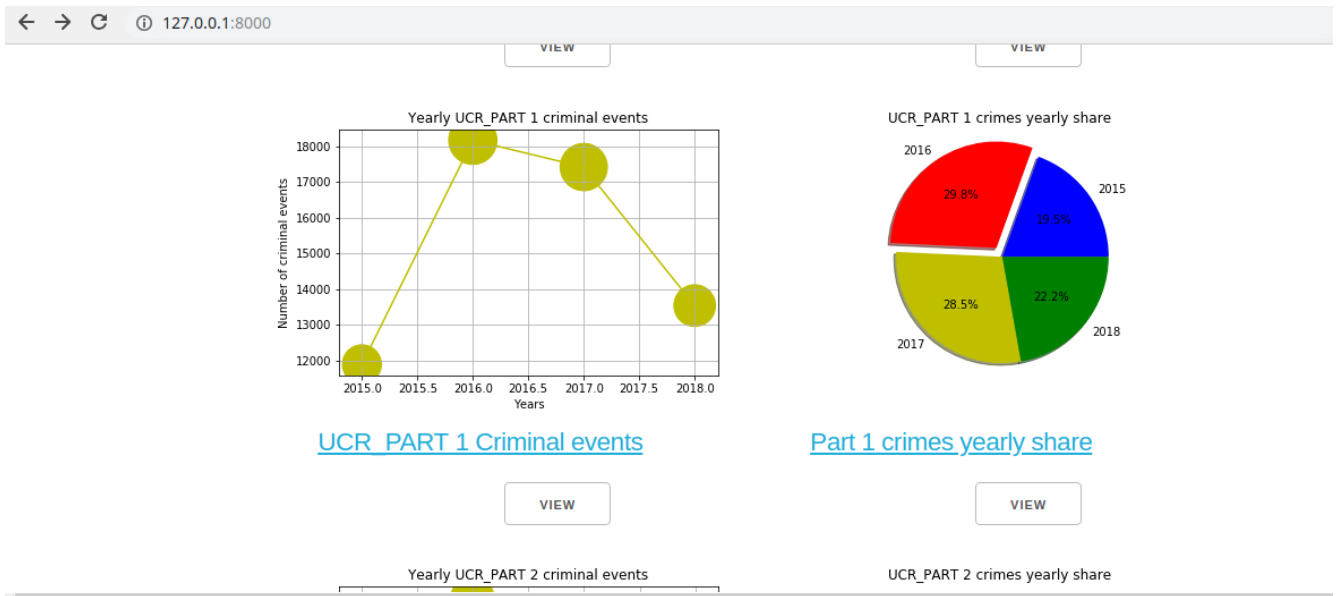 127.0.0.1:8000
VIEW VIEW
Yearly UCR_PART 1 criminal events
Number of criminal events
18000
17000
16000
15000
14000
13000
12000
2015.0 2015.5 2016.0 2016.5 2017.0 2017.5 2018.0
Years
UCR_PART 1 crimes yearly share
2016
29.8%
2015
19.5%
28.5%
22.2%
2017
2018
UCR_PART 1 Criminal events
Part 1 crimes yearly share
VIEW VIEW
Yearly UCR_PART 2 criminal events
UCR_PART 2 crimes yearly share